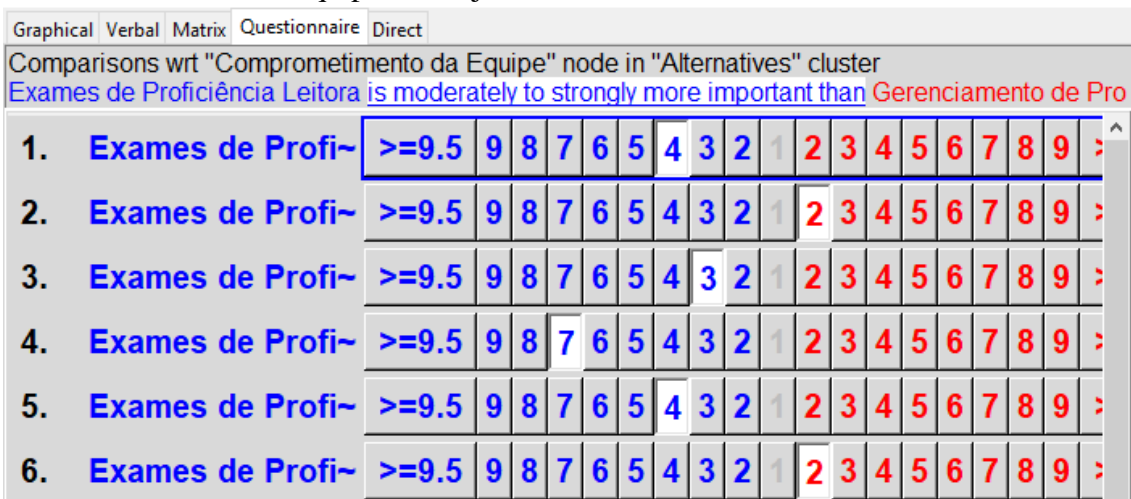 Graphical Verbal Matrix Questionnaire Direct
Comparisons wrt "Comprometimento da Equipe" node in "Alternatives" cluster
Exames de Proficiência Leitora is moderately to strongly more important than Gerenciamento de Pro
1. Exames de Profi~ >=9.5 9 8 7 6 5 4 3 2 1 2 3 4 5 6 7 8 9 >
2. Exames de Profi~ >=9.5 9 8 7 6 5 4 3 2 1 2 3 4 5 6 7 8 9 >
3. Exames de Profi~ >=9.5 9 8 7 6 5 4 3 2 1 2 3 4 5 6 7 8 9 >
4. Exames de Profi~ >=9.5 9 8 7 6 5 4 3 2 1 2 3 4 5 6 7 8 9 >
5. Exames de Profi~ >=9.5 9 8 7 6 5 4 3 2 1 2 3 4 5 6 7 8 9 >
6. Exames de Profi~ >=9.5 9 8 7 6 5 4 3 2 1 2 3 4 5 6 7 8 9 >